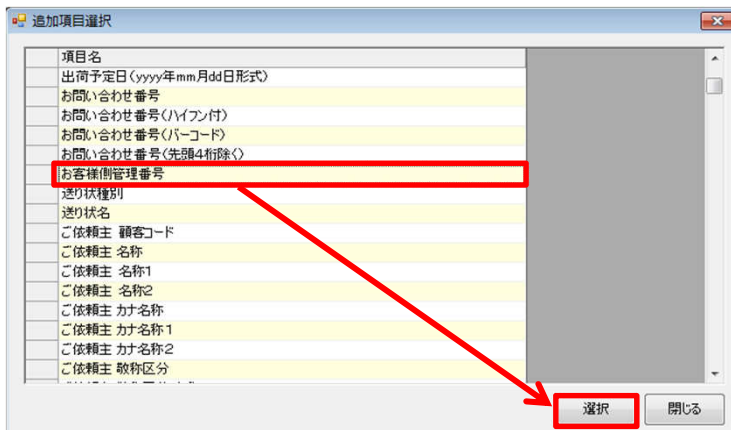 追加項目選択
項目名
出荷予定日(yyyy年mm月dd日形式)
お問い合わせ番号
お問い合わせ番号(ハイフン付)
お問い合わせ番号(バーコード)
お問い合わせ番号(先頭4桁除く)
お客様側管理番号
送り状種別
送り状名
ご依頼主 顧客コード
ご依頼主 名称
ご依頼主 名称1
ご依頼主 名称2
ご依頼主 カナ名称
ご依頼主 カナ名称1
ご依頼主 カナ名称2
ご依頼主 敬称区分
選択 閉じる